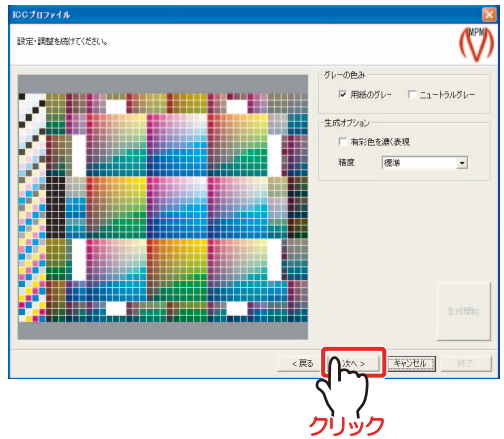 ICCプロファイル
設定・調整を続けてください。
MPM
グレーの色み
用紙のグレー
ニュートラルグレー
生成オプション
有彩色を濃く表現
精度
標準
生成開始
< 戻る
次へ >
キャンセル
終了
クリック